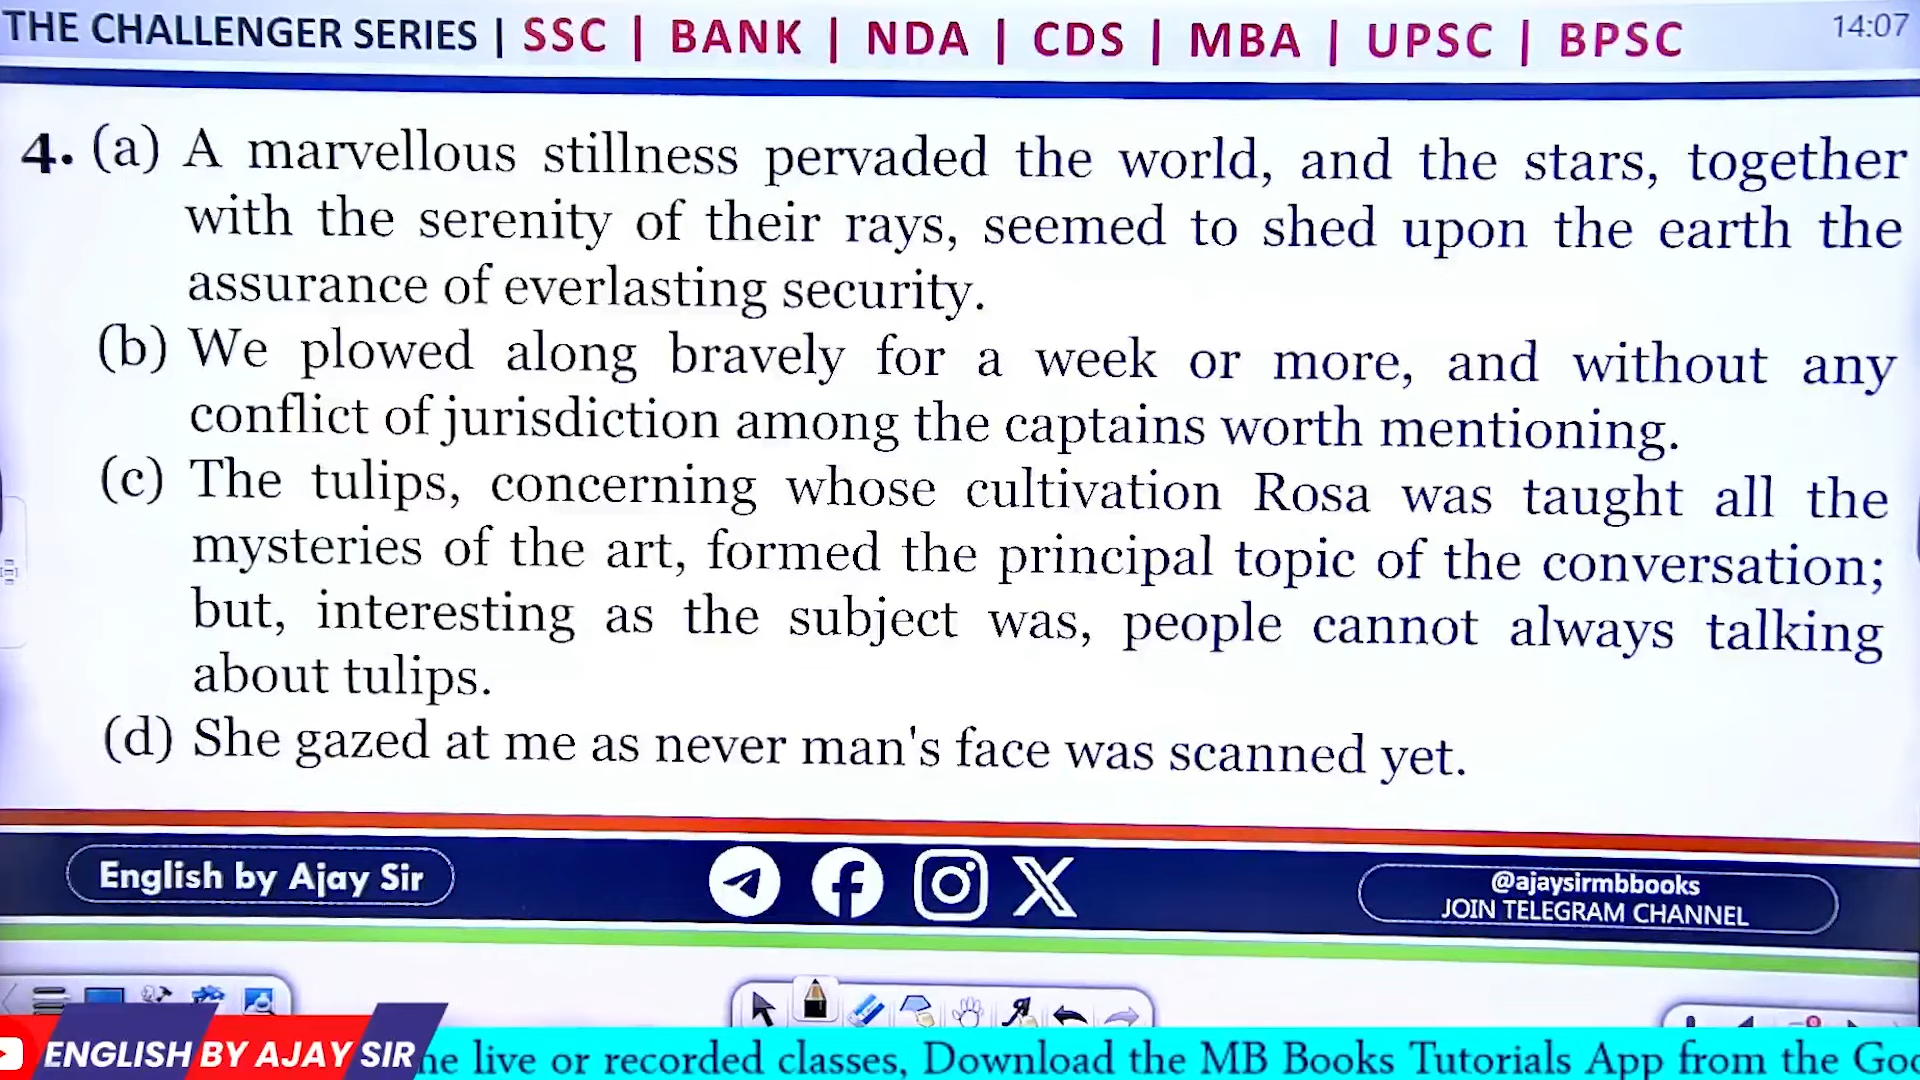 THE CHALLENGER SERIES | SSC | BANK | NDA | CDS | MBA | UPSC | BPSC
14:07
4. (a) A marvellous stillness pervaded the world, and the stars, together
with the serenity of their rays, seemed to shed upon the earth the
assurance of everlasting security.
(b) We plowed along bravely for a week or more, and without any
conflict of jurisdiction among the captains worth mentioning.
(c) The tulips, concerning whose cultivation Rosa was taught all the
mysteries of the art, formed the principal topic of the conversation;
but, interesting as the subject was, people cannot always talking
about tulips.
(d) She gazed at me as never man's face was scanned yet.
English by Ajay Sir
@ajaysirmbbooks
JOIN TELEGRAM CHANNEL
ENGLISH BY AJAY SIR
live or recorded classes, Download the MB Books Tutorials App from the